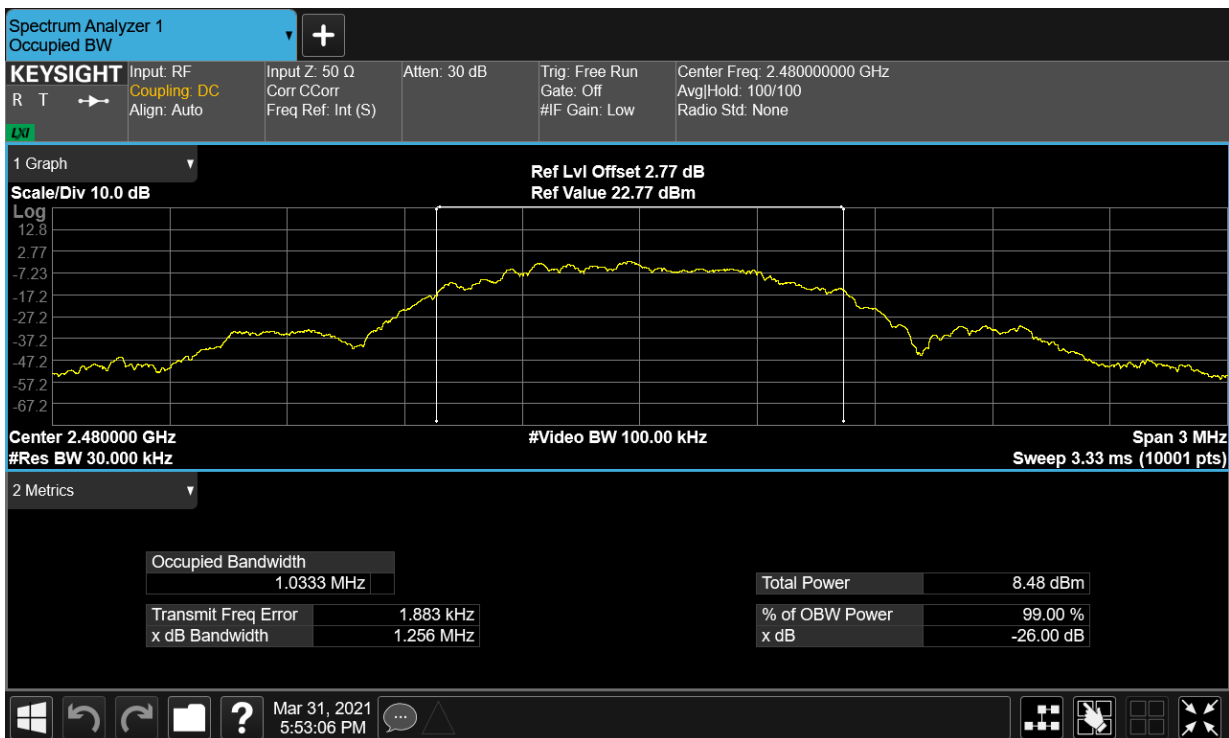 Spectrum Analyzer 1
Occupied BW
▼
+
KEYSIGHT
R T
LXI
Input: RF
Coupling: DC
Align: Auto
Input Z: 50 Ω
Corr CCorr
Freq Ref: Int (S)
Atten: 30 dB
Trig: Free Run
Gate: Off
#IF Gain: Low
Center Freq: 2.480000000 GHz
Avg|Hold: 100/100
Radio Std: None
1 Graph ▼
Ref Lvl Offset 2.77 dB
Scale/Div 10.0 dB
Ref Value 22.77 dBm
Log
12.8
2.77
-7.23
-17.2
-27.2
-37.2
-47.2
-57.2
-67.2
Center 2.480000 GHz
#Video BW 100.00 kHz
Span 3 MHz
#Res BW 30.000 kHz
Sweep 3.33 ms (10001 pts)
2 Metrics ▼
Occupied Bandwidth
1.0333 MHz
Total Power 8.48 dBm
Transmit Freq Error 1.883 kHz
% of OBW Power 99.00 %
x dB Bandwidth 1.256 MHz
x dB -26.00 dB
?
Mar 31, 2021
5:53:06 PM